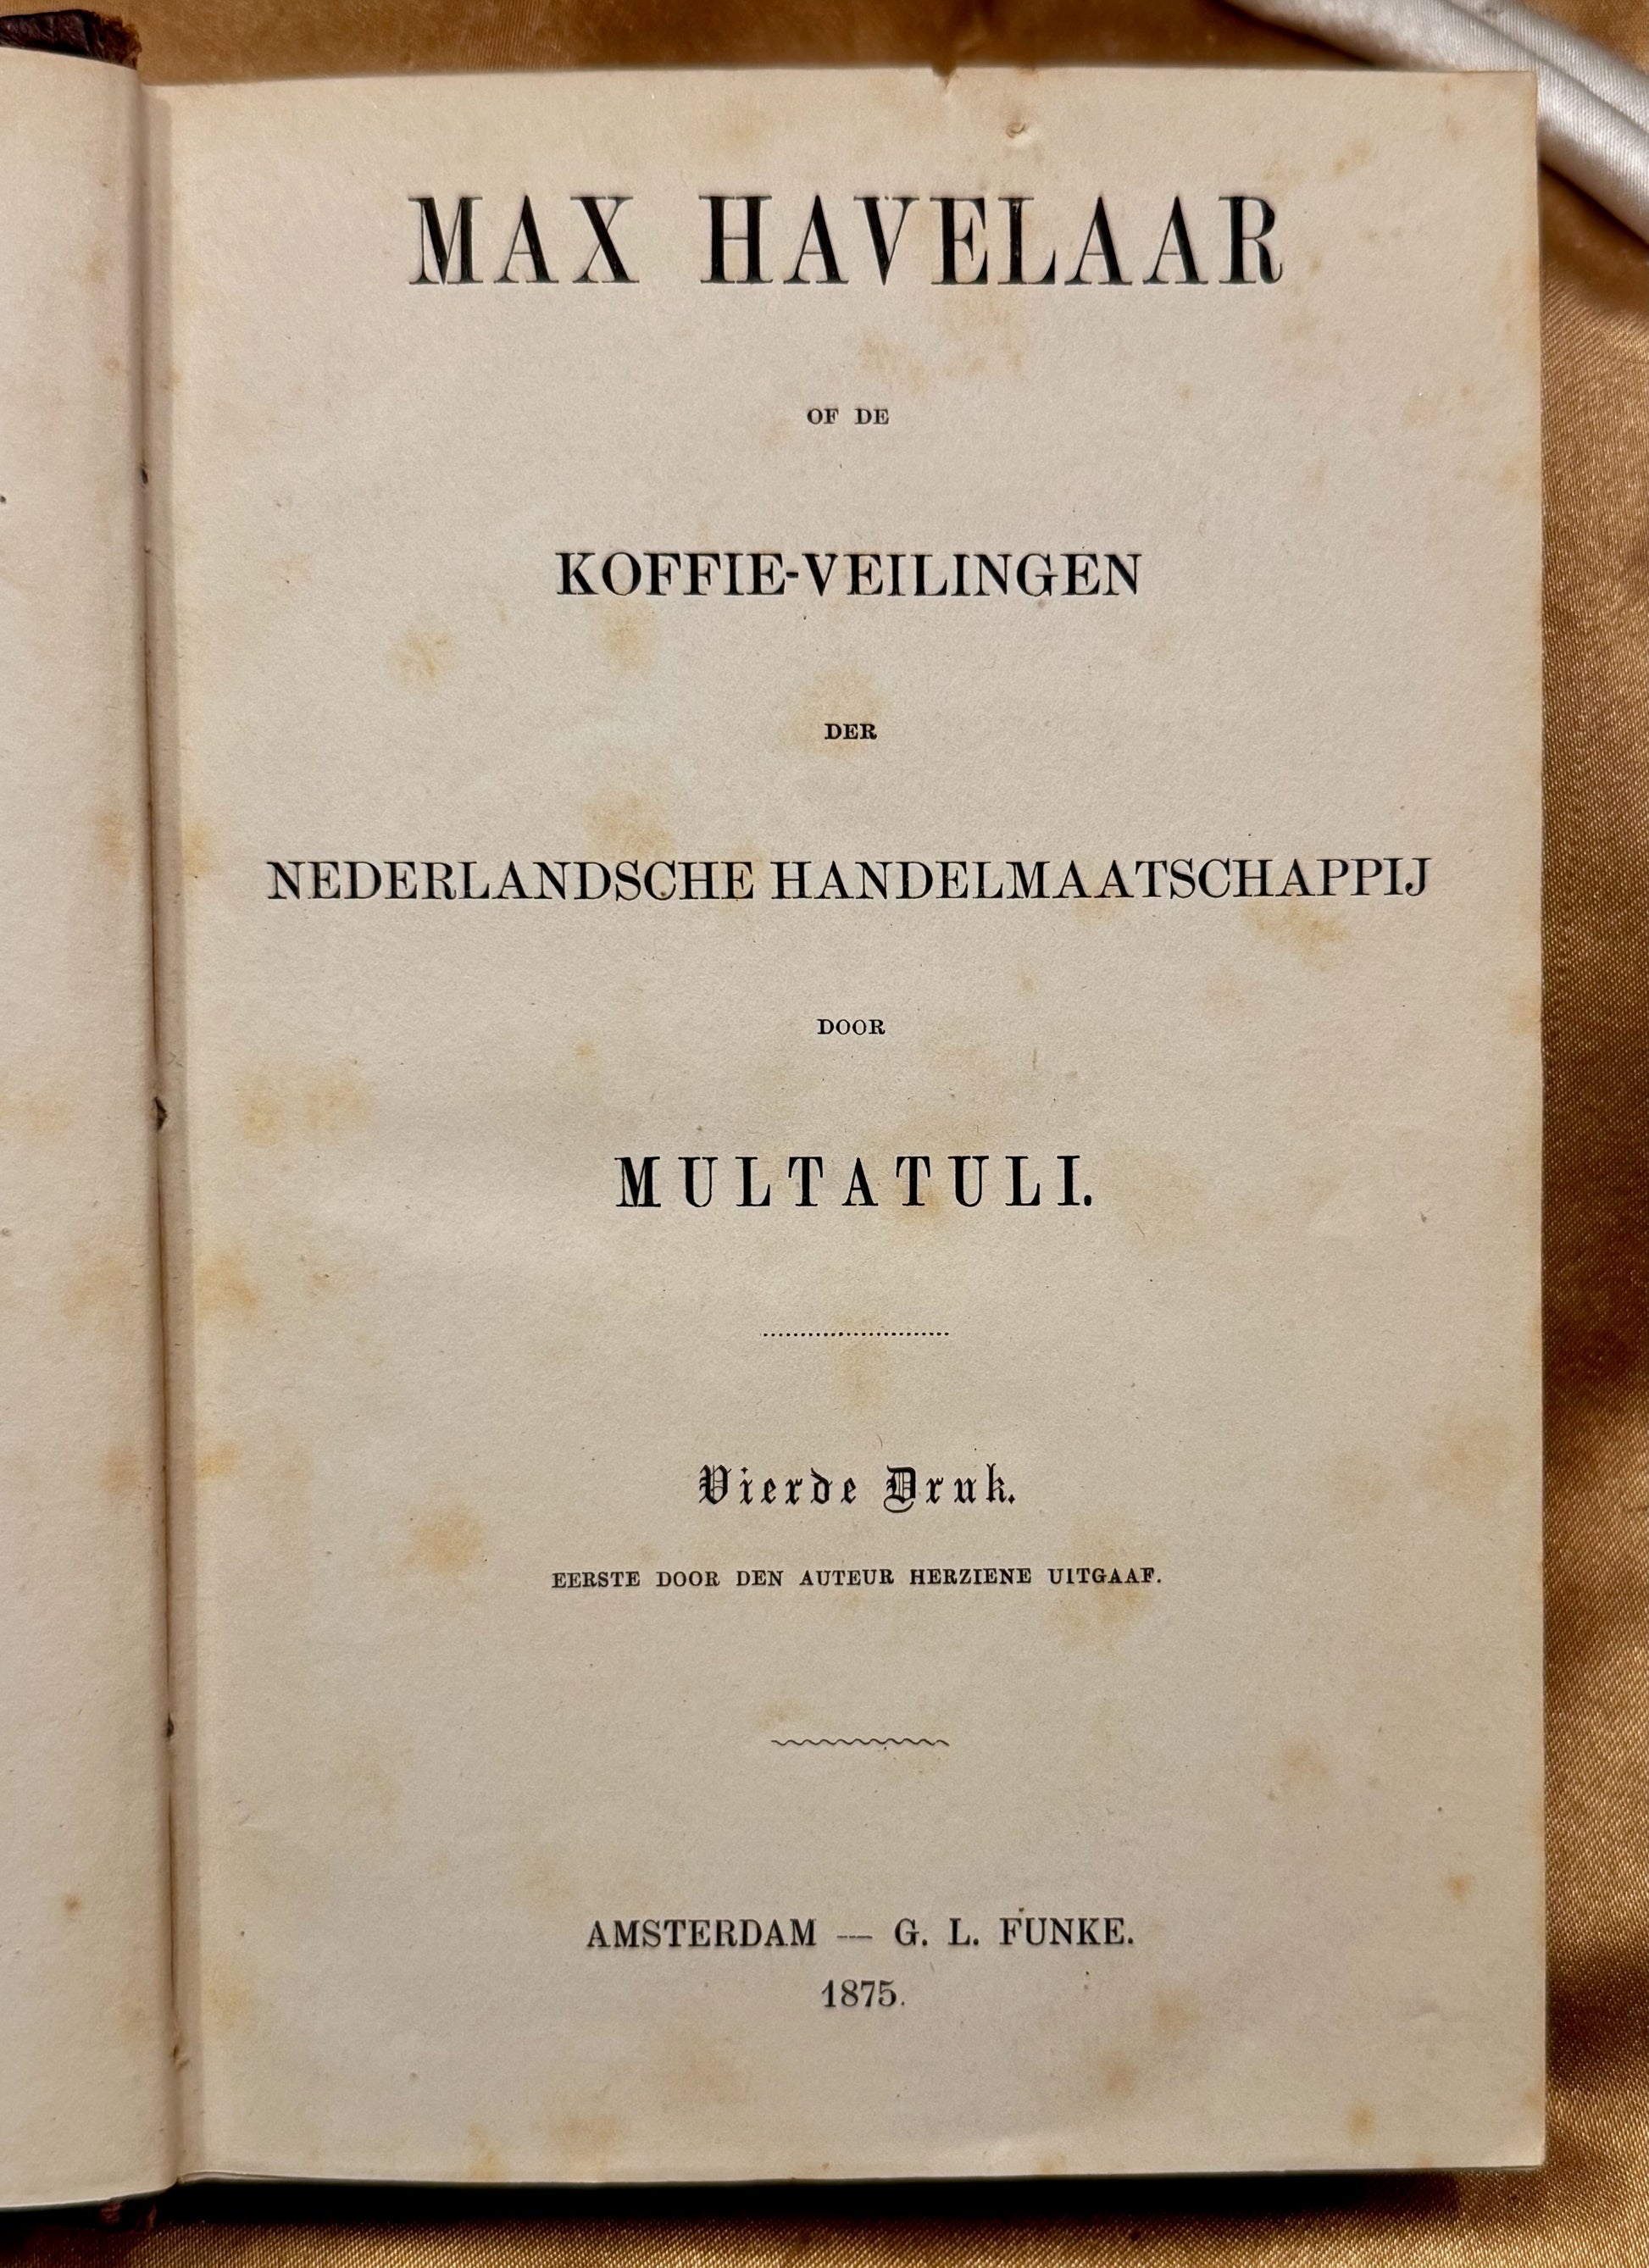 MAX HAVELAAR
OF DE
KOFFIE-VEILINGEN
DER
NEDERLANDSCHE HANDELMAATSCHAPPIJ
DOOR
MULTATULI.
Vierde Druk.
EERSTE DOOR DEN AUTEUR HERZIENE UITGAAF.
AMSTERDAM — G. L. FUNKE.
1875.